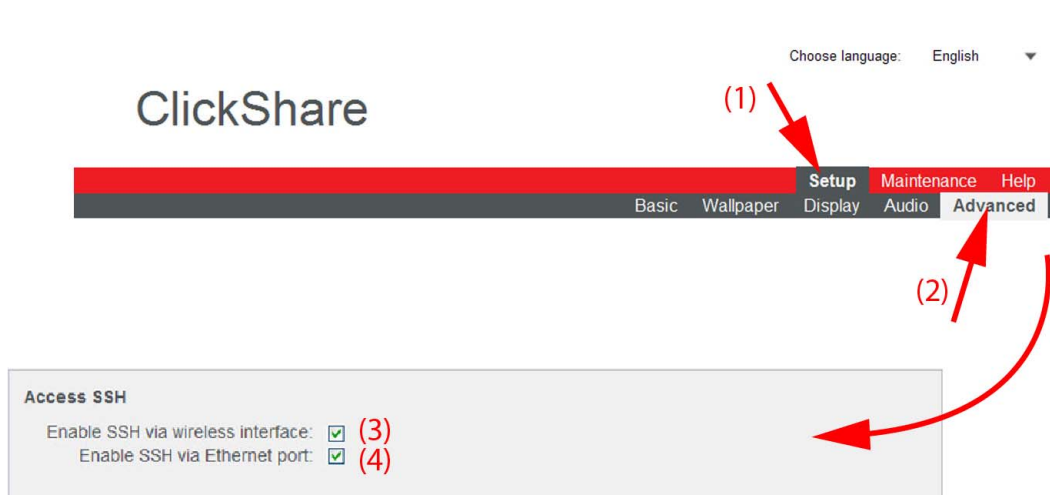 Choose language: English
ClickShare
(1)
Setup Maintenance Help
Basic Wallpaper Display Audio Advanced
(2)
Access SSH
Enable SSH via wireless interface: (3)
Enable SSH via Ethernet port: (4)